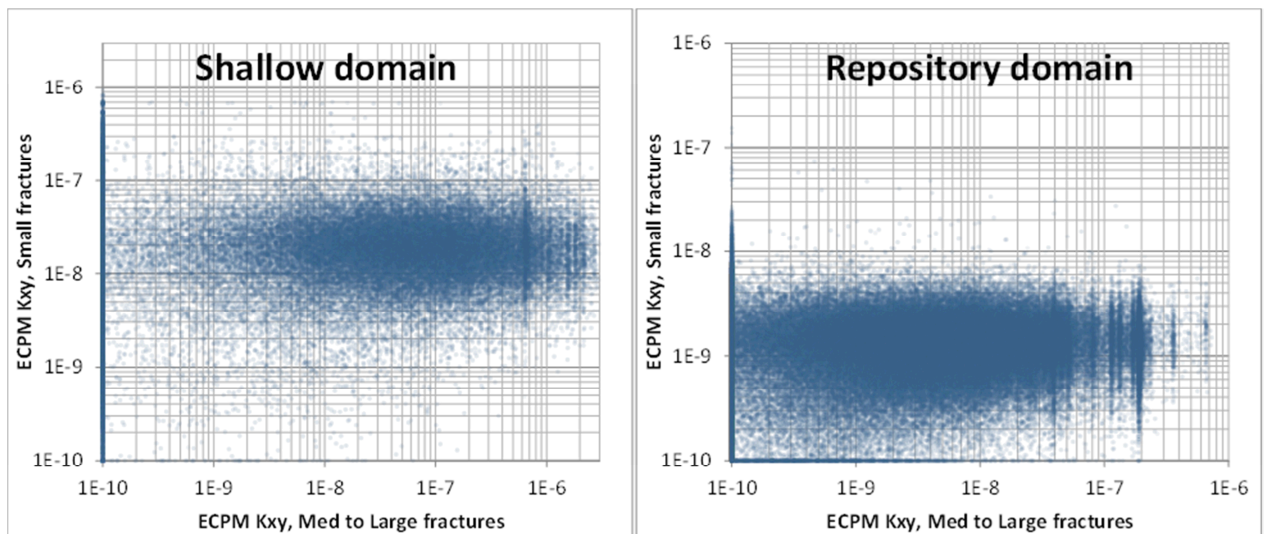 Shallow domain
ECPM Kxy, Small fractures
1E-6
1E-7
1E-8
1E-9
1E-10
1E-10 1E-9 1E-8 1E-7 1E-6
ECPM Kxy, Med to Large fractures
Repository domain
ECPM Kxy, Small fractures
1E-6
1E-7
1E-8
1E-9
1E-10
1E-10 1E-9 1E-8 1E-7 1E-6
ECPM Kxy, Med to Large fractures